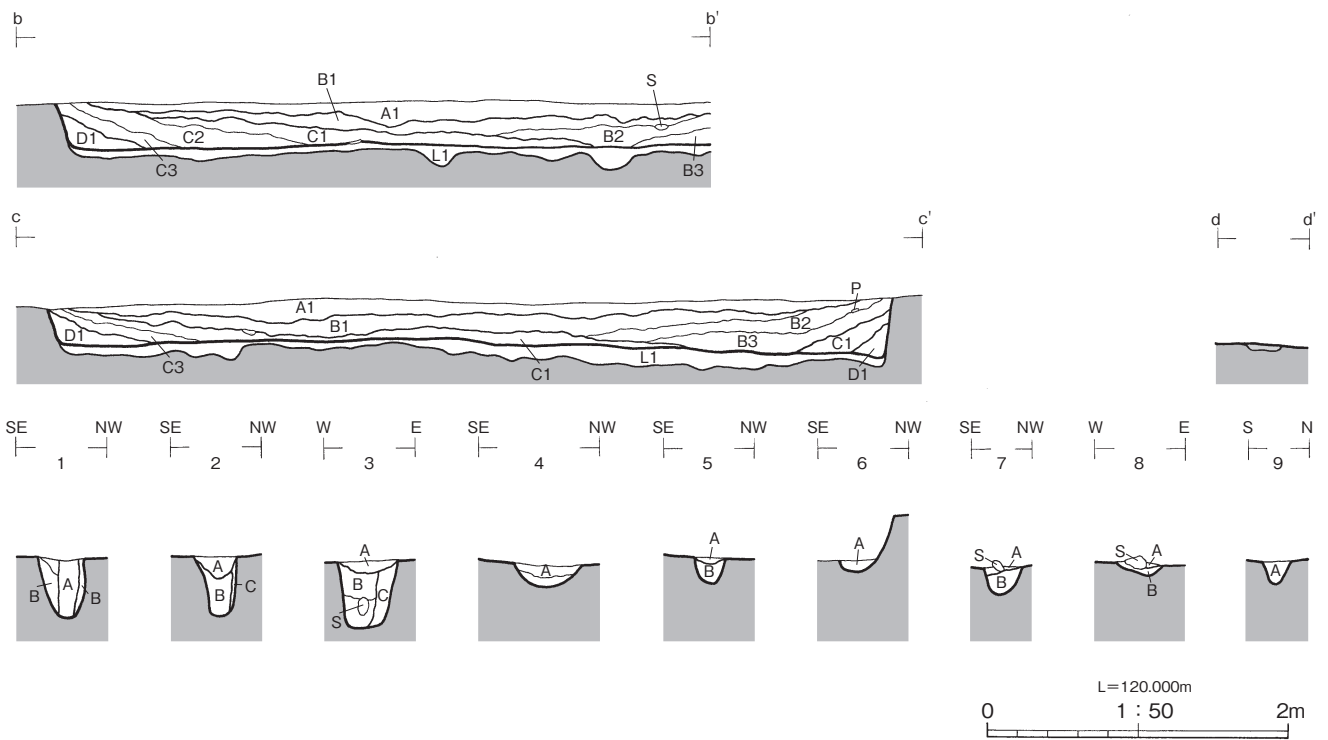 b b'
B1 S
A1
D1 C2 C1 B2
C3 L1 B3
c c' d d'
A1 P
B1 B2
D1 B3 C1
C3 C1 L1 D1
SE NW SE NW W E SE NW SE NW SE NW SE NW W E S N
1 2 3 4 5 6 7 8 9
A A A S A S A
A B B A B C B C S A B B B A
L=120.000m
0 1：50 2m